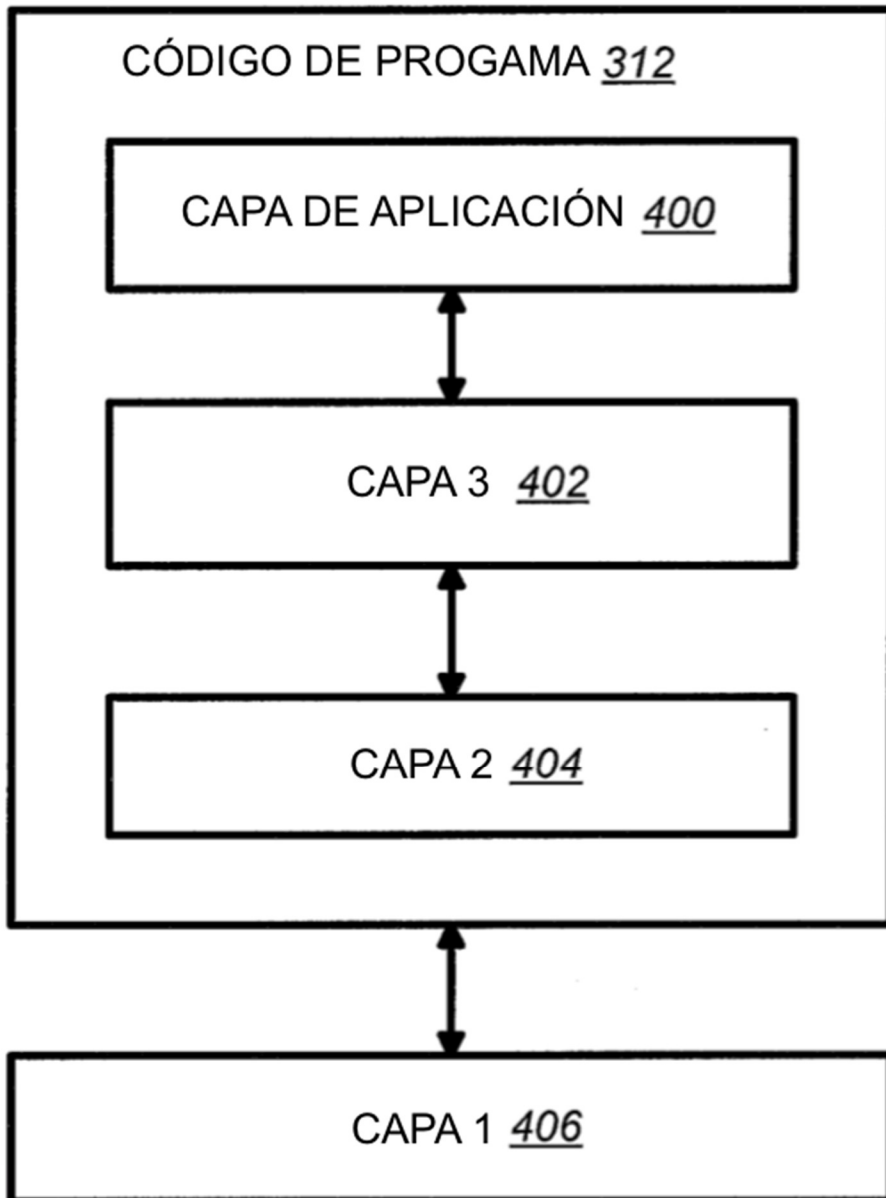 CÓDIGO DE PROGAMA 312
CAPA DE APLICACIÓN 400
CAPA 3 402
CAPA 2 404
CAPA 1 406